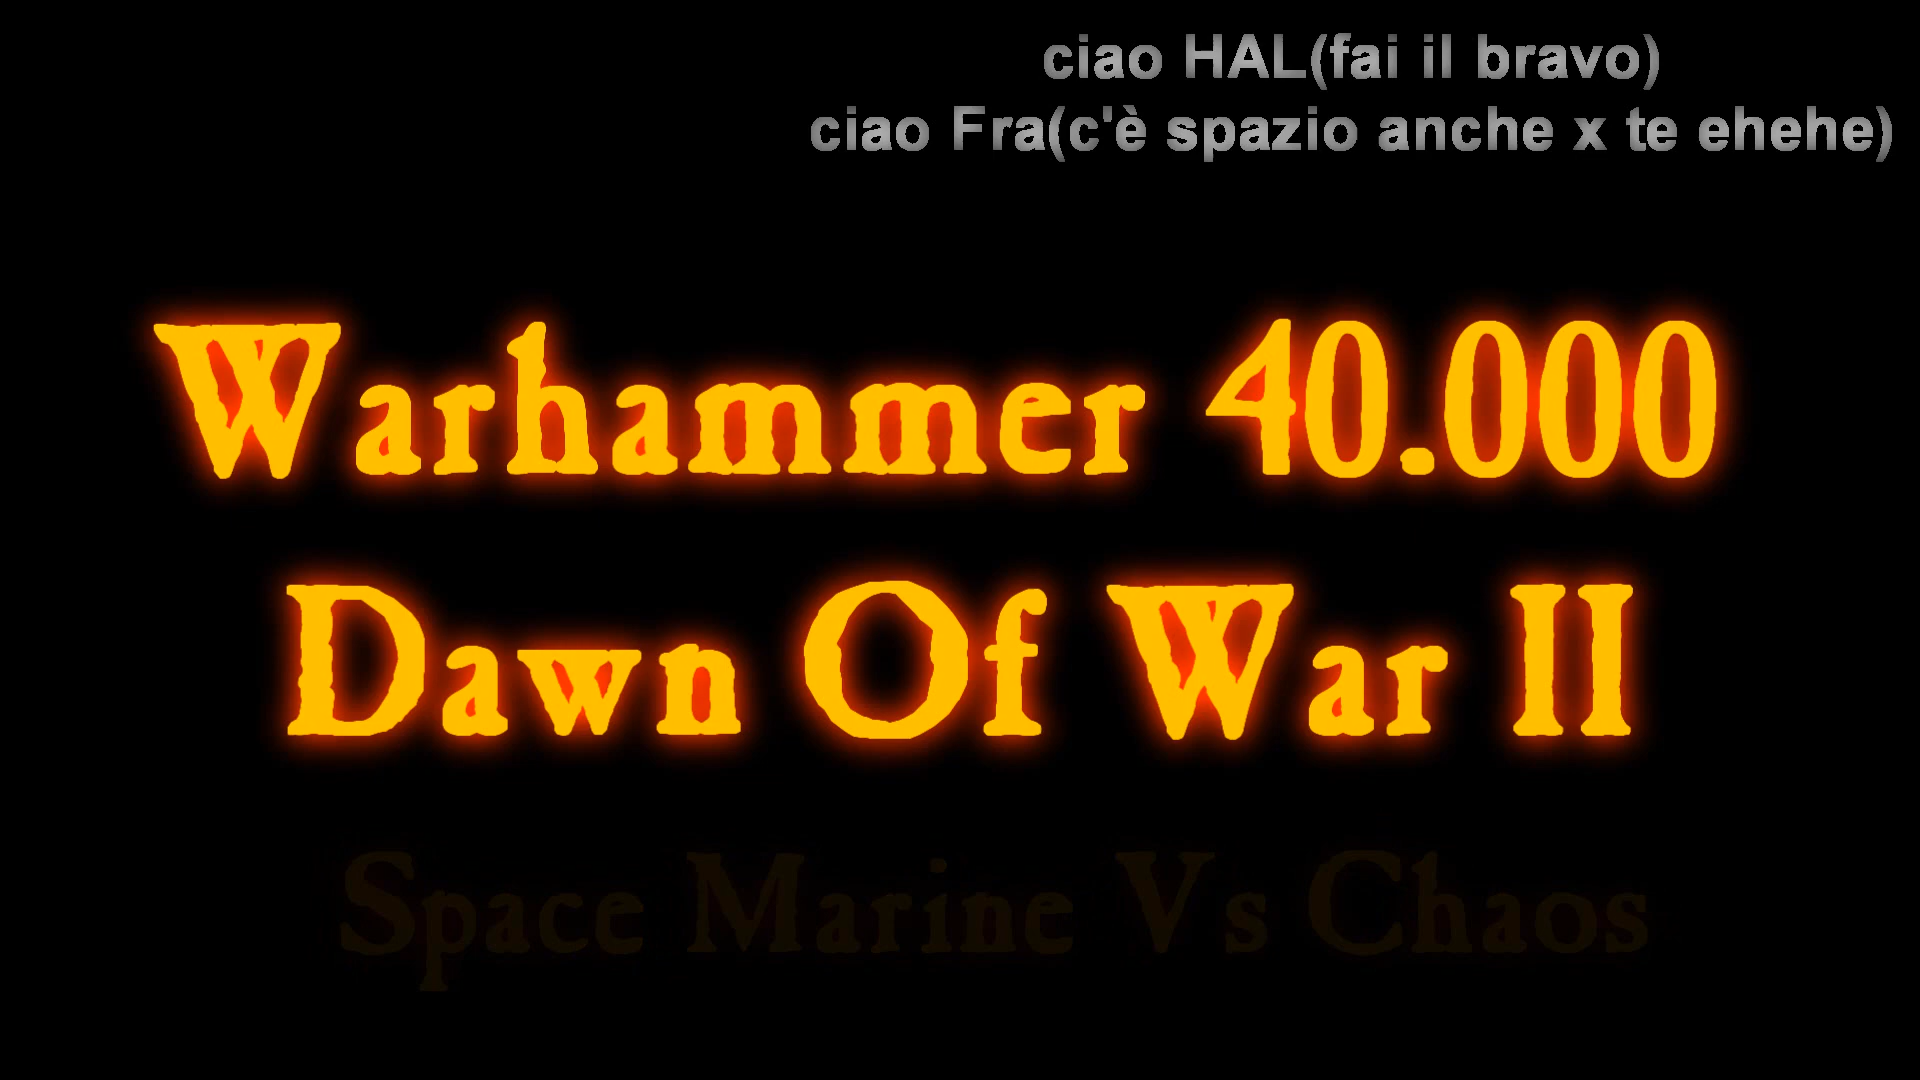 ciao HAL(fai il bravo)
ciao Fra(c'è spazio anche x te ehehe)
Warhammer 40.000
Dawn Of War II
Space Marine Vs Chaos